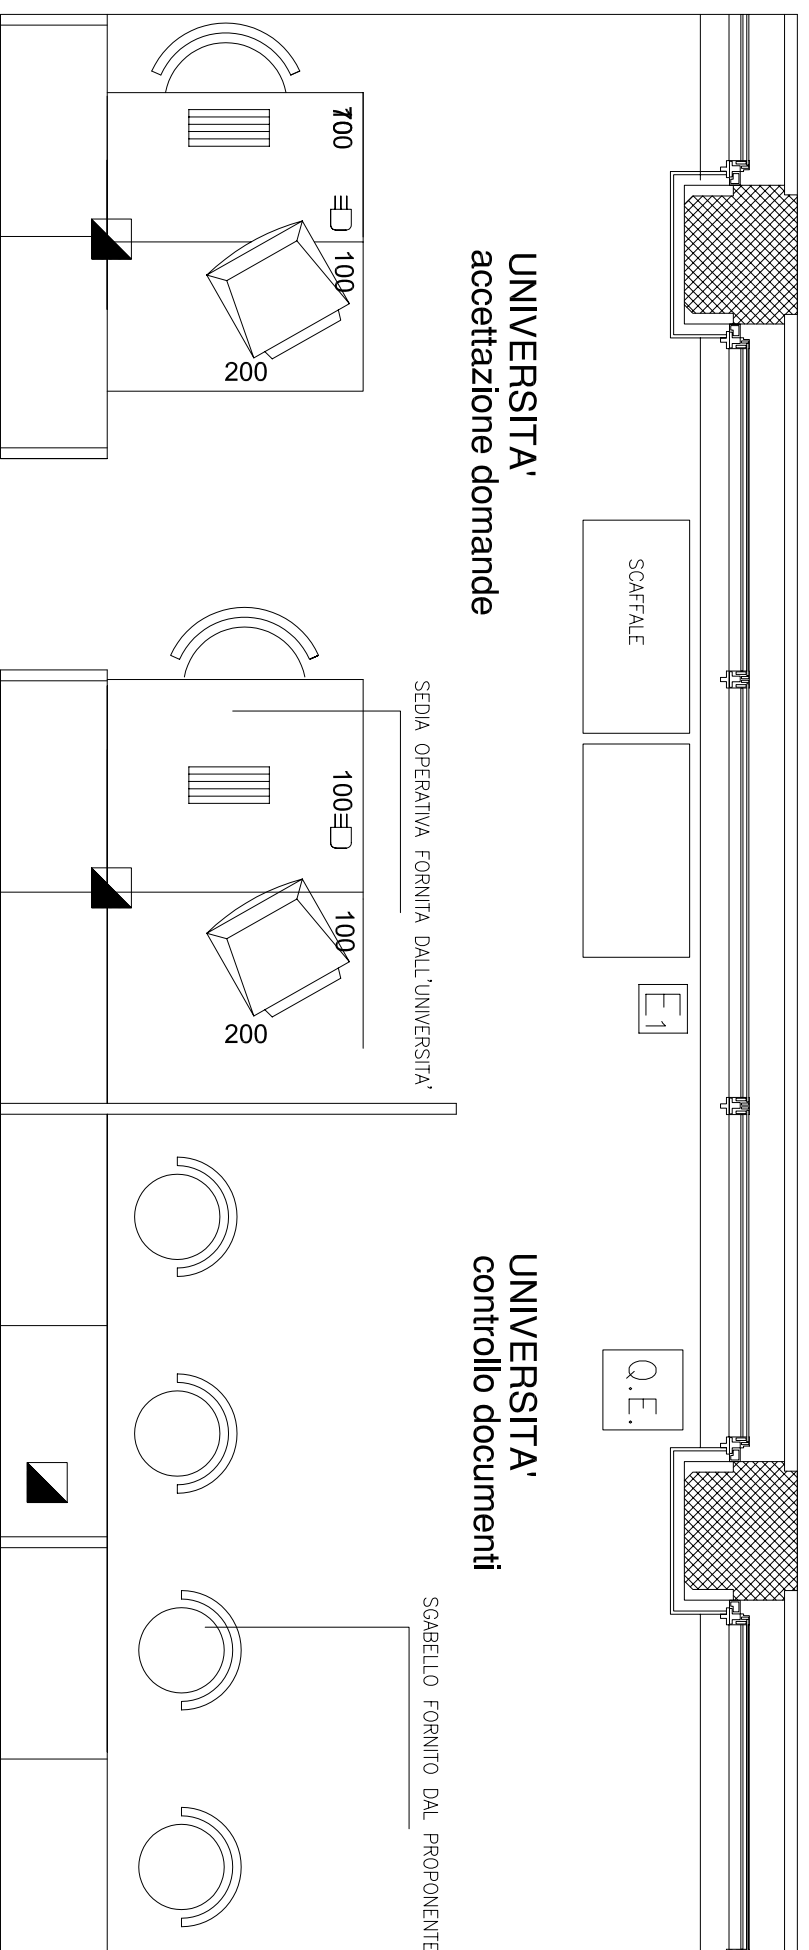 UNIVERSITA'
accettazione domande
SCAFFALE
100
100
200
SEDIA OPERATIVA FORNITA DALL'UNIVERSITA'
100
100
200
E1
UNIVERSITA'
controllo documenti
Q.E.
SGABELLO FORNITO DAL PROPONENTE